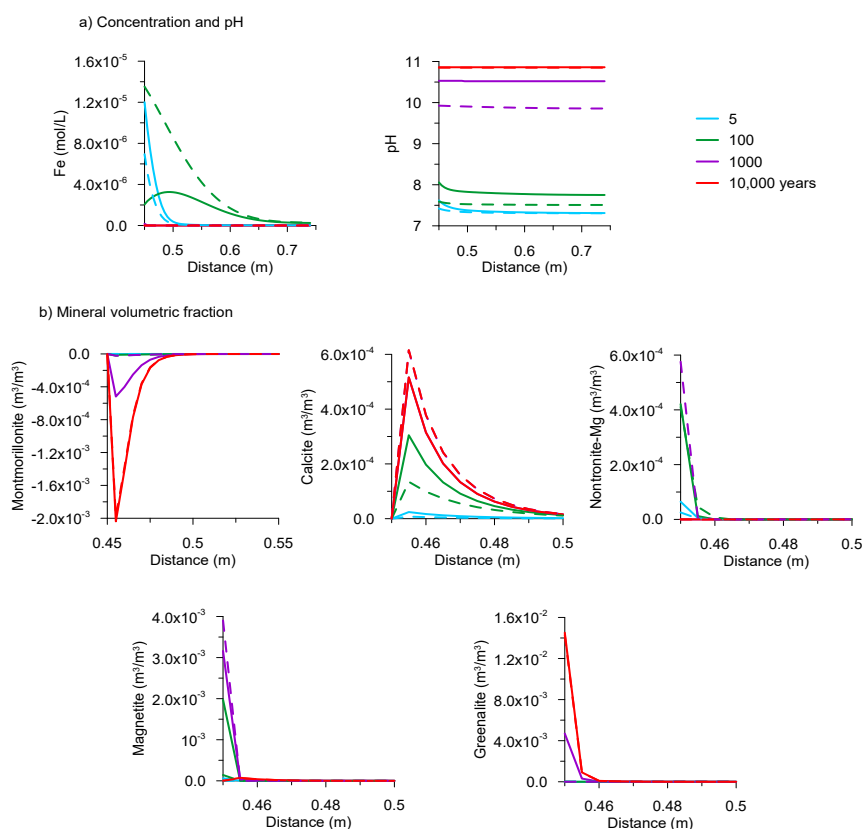 a) Concentration and pH
1.6x10⁻⁵
1.2x10⁻⁵
8.0x10⁻⁶
4.0x10⁻⁶
0.0
Fe (mol/L)
0.5 0.6 0.7
Distance (m)
11
10
9
8
7
pH
0.5 0.6 0.7
Distance (m)
5
100
1000
10,000 years
b) Mineral volumetric fraction
0.0
-4.0x10⁻⁴
-8.0x10⁻⁴
-1.2x10⁻³
-1.6x10⁻³
-2.0x10⁻³
Montmorillonite (m³/m³)
0.45 0.5 0.55
Distance (m)
6.0x10⁻⁴
4.0x10⁻⁴
2.0x10⁻⁴
0.0
Calcite (m³/m³)
0.46 0.48 0.5
Distance (m)
6.0x10⁻⁴
4.0x10⁻⁴
2.0x10⁻⁴
0.0
Nontronite-Mg (m³/m³)
0.46 0.48 0.5
Distance (m)
4.0x10⁻³
3.0x10⁻³
2.0x10⁻³
10⁻³
0.0
Magnetite (m³/m³)
0.46 0.48 0.5
Distance (m)
1.6x10⁻²
1.2x10⁻²
8.0x10⁻³
4.0x10⁻³
0.0
Greenalite (m³/m³)
0.46 0.48 0.5
Distance (m)